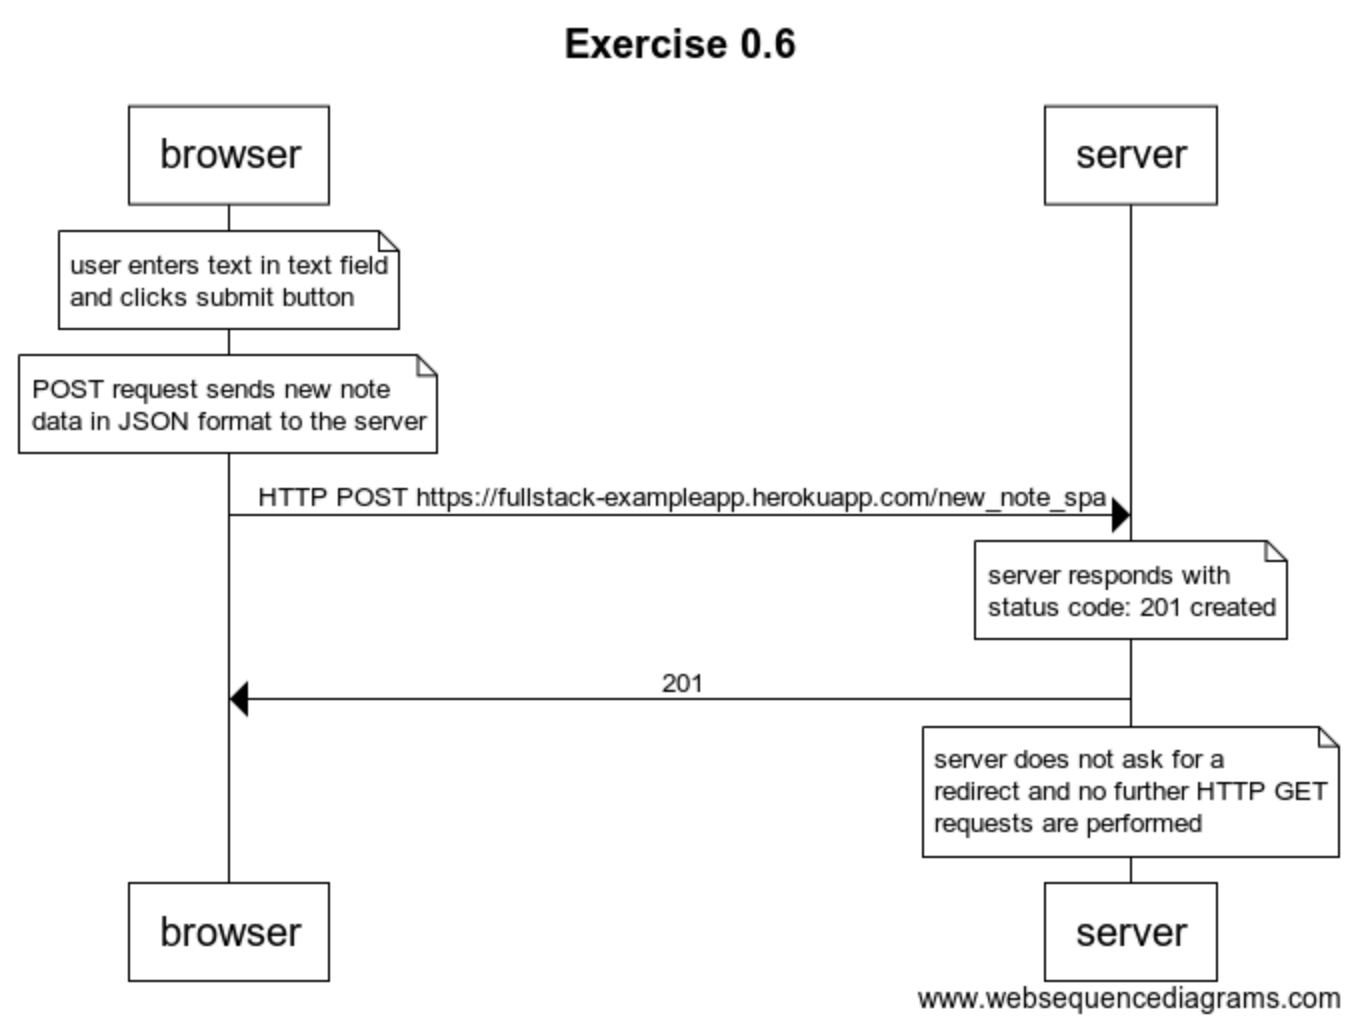 Exercise 0.6
browser
server
user enters text in text field
and clicks submit button
POST request sends new note
data in JSON format to the server
HTTP POST https://fullstack-exampleapp.herokuapp.com/new_note_spa
server responds with
status code: 201 created
201
server does not ask for a
redirect and no further HTTP GET
requests are performed
browser
server
www.websequencediagrams.com